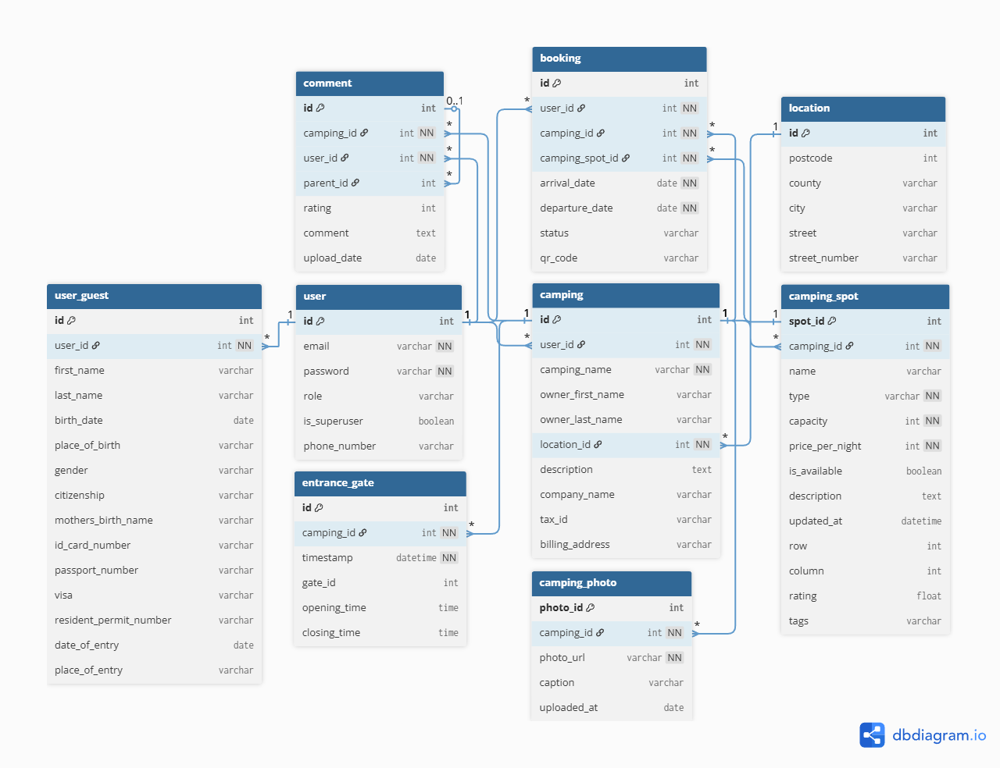 booking
id int
user_id int NN
camping_id int NN
camping_spot_id int NN
arrival_date date NN
departure_date date NN
status varchar
qr_code varchar
comment
id int
camping_id int NN
user_id int NN
parent_id int
rating int
comment text
upload_date date
0..1
*
*
*
*
*
*
location
id int
postcode int
county varchar
city varchar
street varchar
street_number varchar
1
user_guest
id int
user_id int NN
first_name varchar
last_name varchar
birth_date date
place_of_birth varchar
gender varchar
citizenship varchar
mothers_birth_name varchar
id_card_number varchar
passport_number varchar
visa varchar
resident_permit_number varchar
date_of_entry date
place_of_entry varchar
*
1
user
id int
email varchar NN
password varchar NN
role varchar
is_superuser boolean
phone_number varchar
1
1
*
camping
id int
user_id int NN
camping_name varchar NN
owner_first_name varchar
owner_last_name varchar
location_id int NN
description text
company_name varchar
tax_id varchar
billing_address varchar
1
*
1
*
camping_spot
spot_id int
camping_id int NN
name varchar
type varchar NN
capacity int NN
price_per_night int NN
is_available boolean
description text
updated_at datetime
row int
column int
rating float
tags varchar
entrance_gate
id int
camping_id int NN
timestamp datetime NN
gate_id int
opening_time time
closing_time time
*
camping_photo
photo_id int
camping_id int NN
photo_url varchar NN
caption varchar
uploaded_at date
*
dbdiagram.io